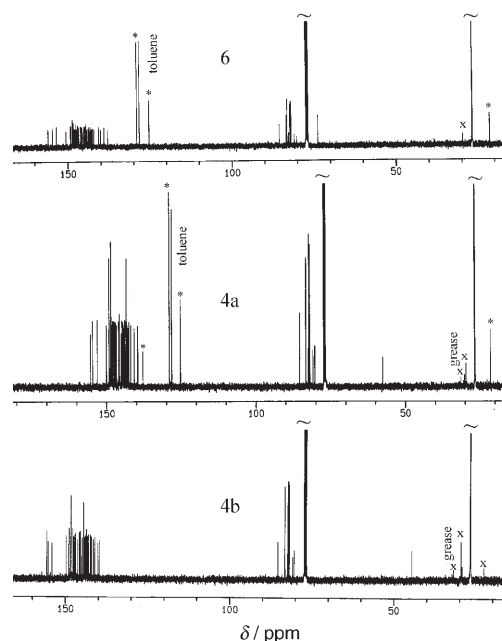 ~
~
*
toluene
6
*
x
*
150
100
50
~
~
*
toluene
4a
*
*
grease
x
x
*
150
100
50
~
~
4b
grease
x
x
x
150
100
50
δ / ppm